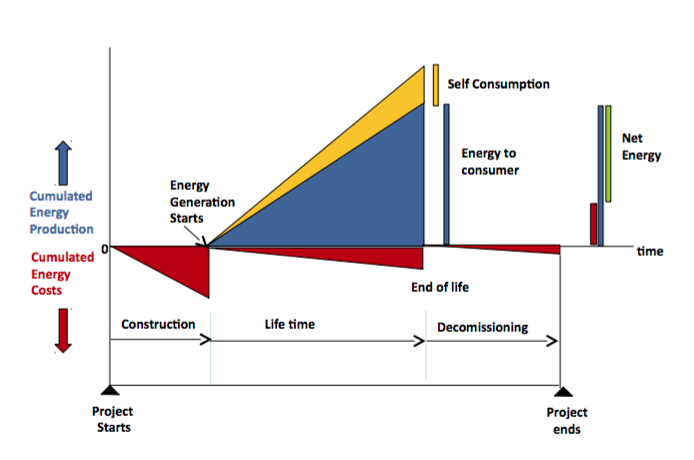 Self Consumption
Net
Energy
Energy to
consumer
Energy
Generation
Starts
Cumulated
Energy
Production
0
time
Cumulated
Energy
Costs
End of life
Construction
Life time
Decomissioning
Project
Starts
Project
ends